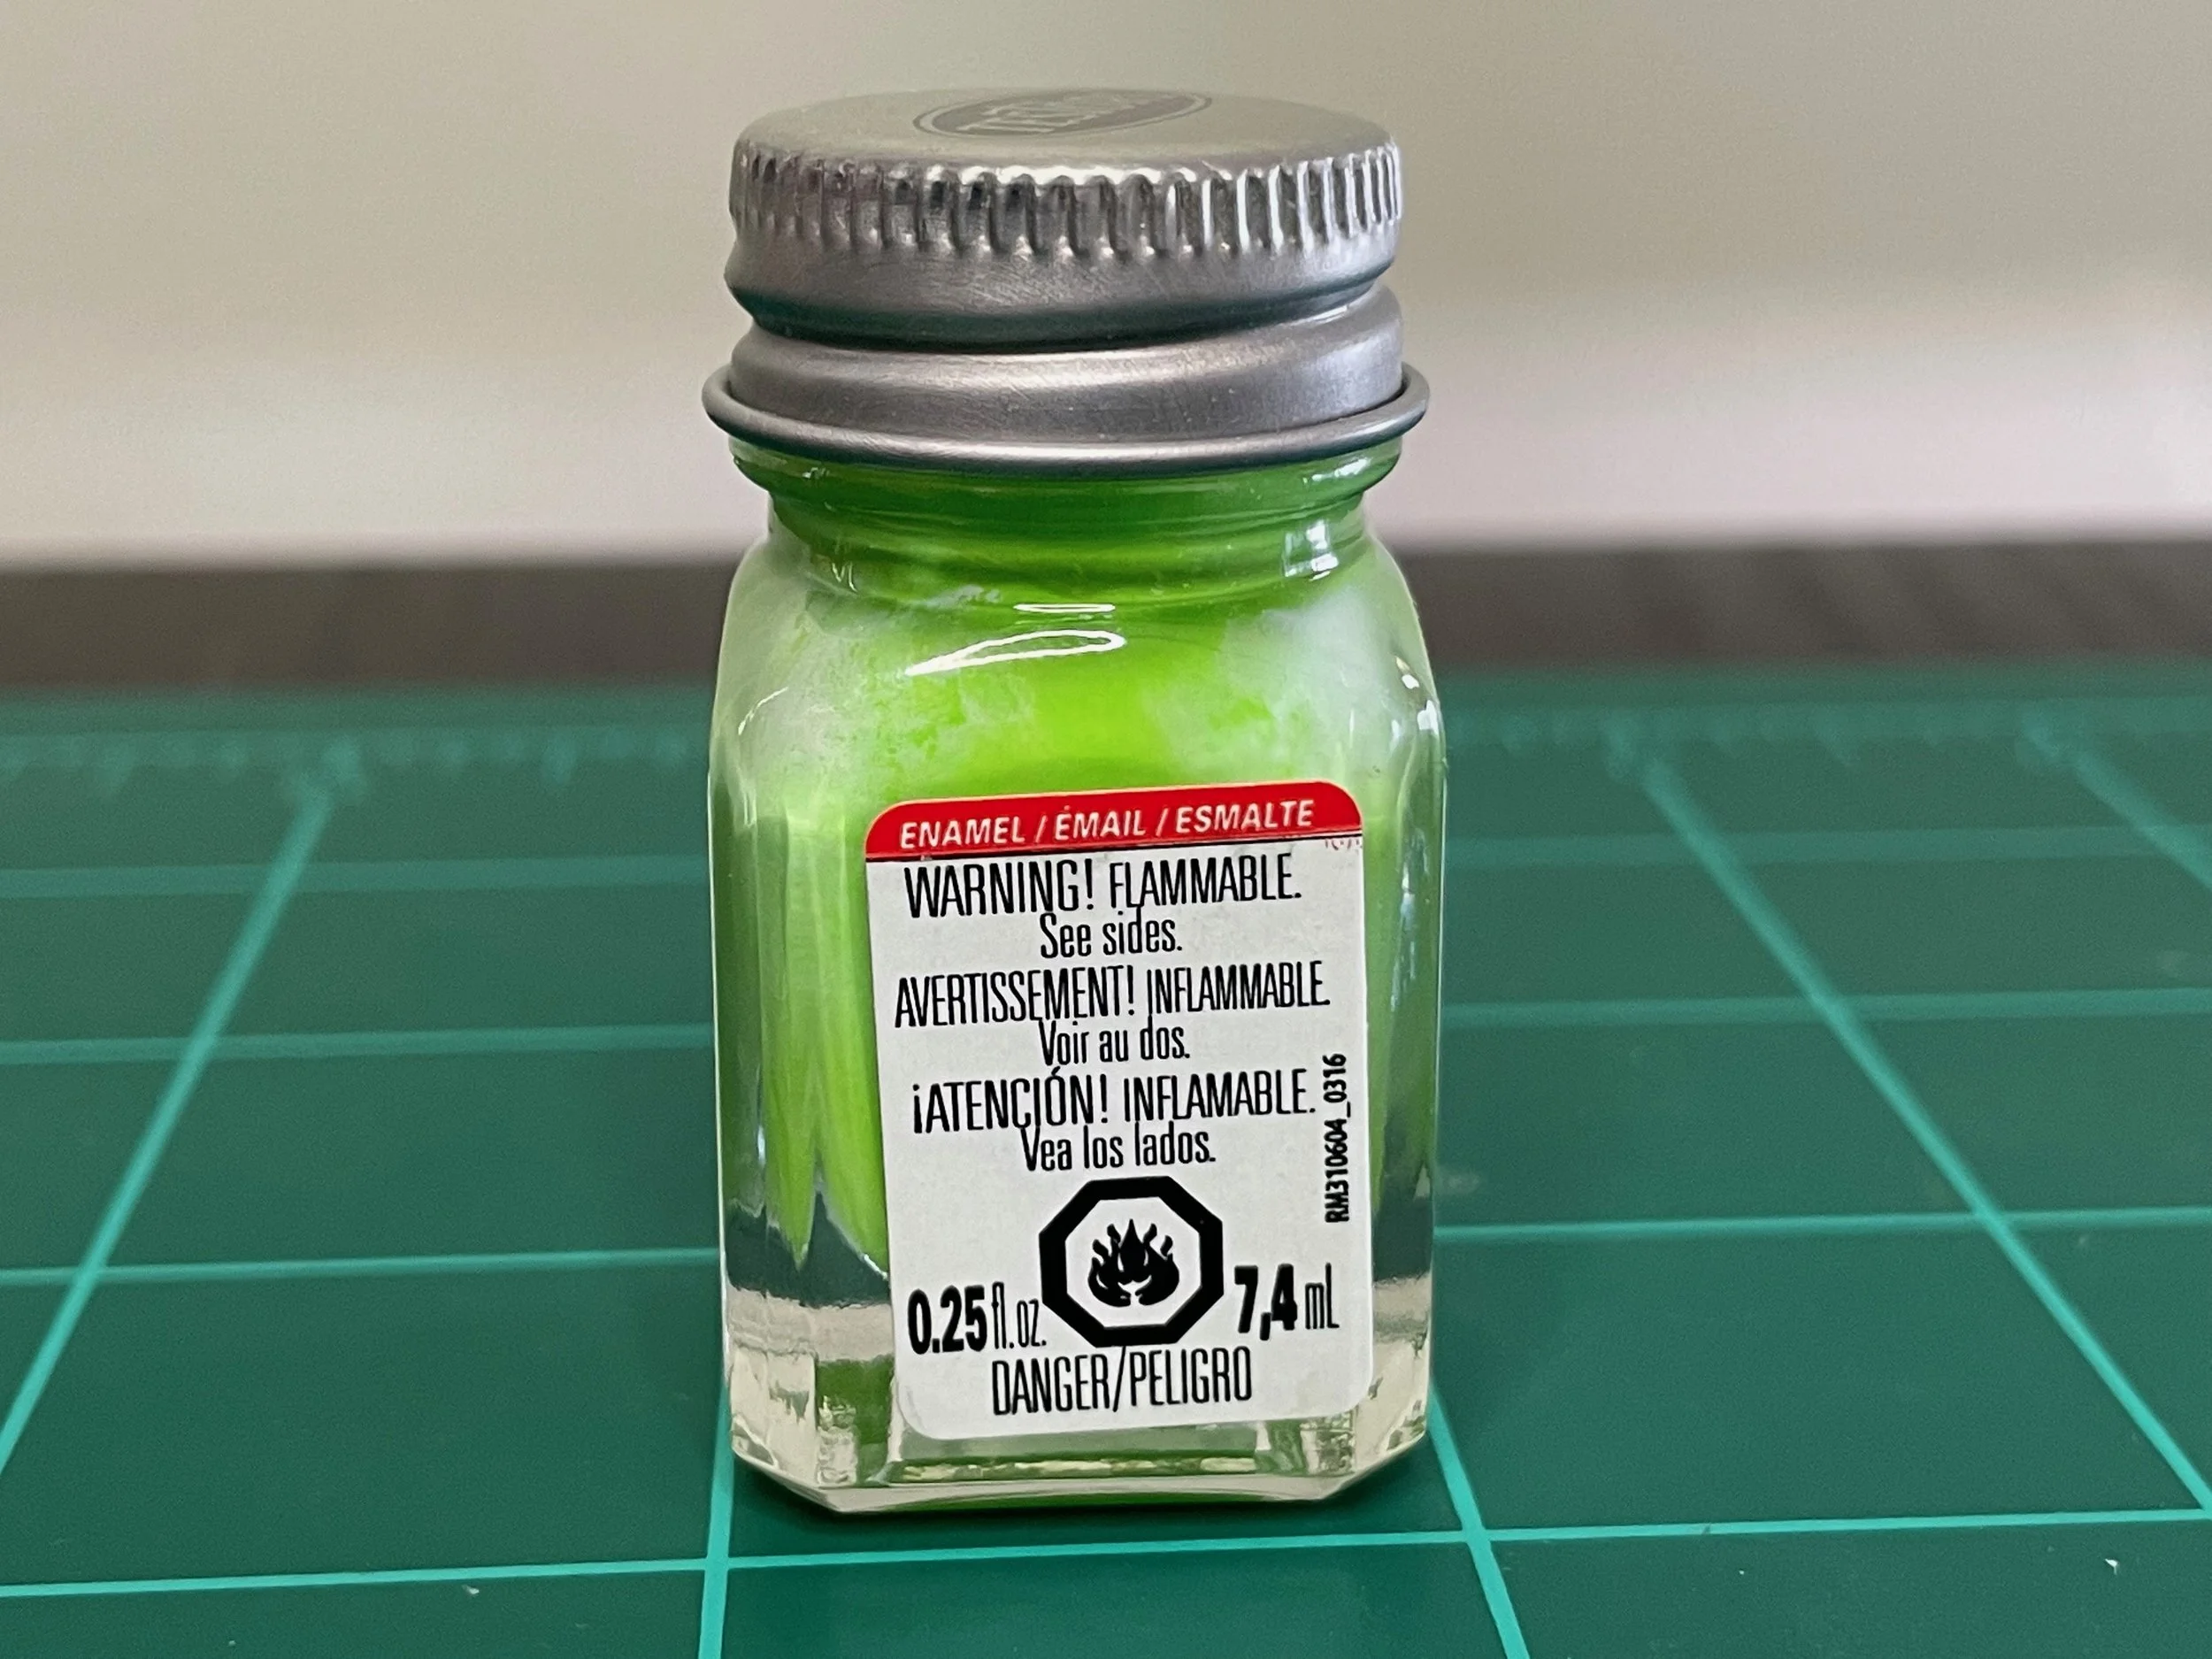 ENAMEL / ÉMAIL / ESMALTE
WARNING! FLAMMABLE.
See sides.
AVERTISSEMENT! INFLAMMABLE.
Voir au dos.
¡ATENCIÓN! INFLAMABLE.
Vea los lados.
RM310604_0316
0.25 fl. oz. 7,4 mL
DANGER/PELIGRO